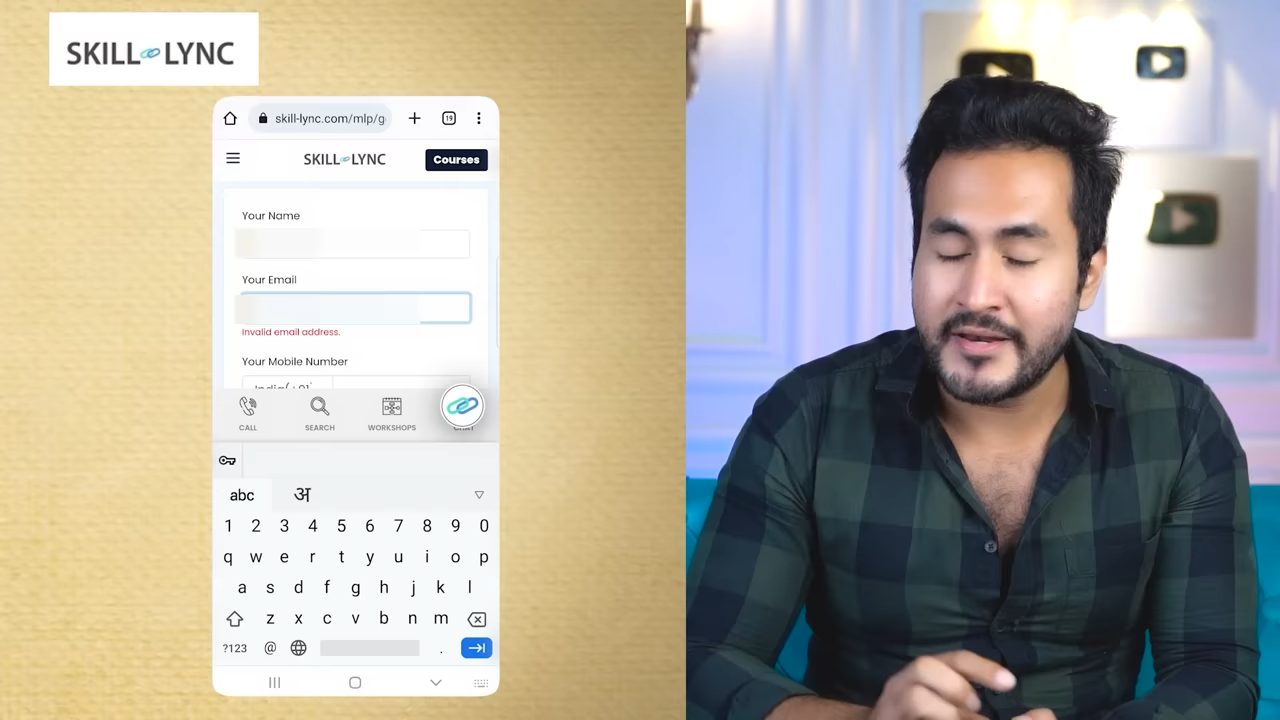 SKILL LYNC
skill-lync.com/mlp/g
19
SKILL LYNC
Courses
Your Name
Your Email
Invalid email address.
Your Mobile Number
CALL
SEARCH
WORKSHOPS
abc
अ
1 2 3 4 5 6 7 8 9 0
q w e r t y u i o p
a s d f g h j k l
z x c v b n m
?123 @ .